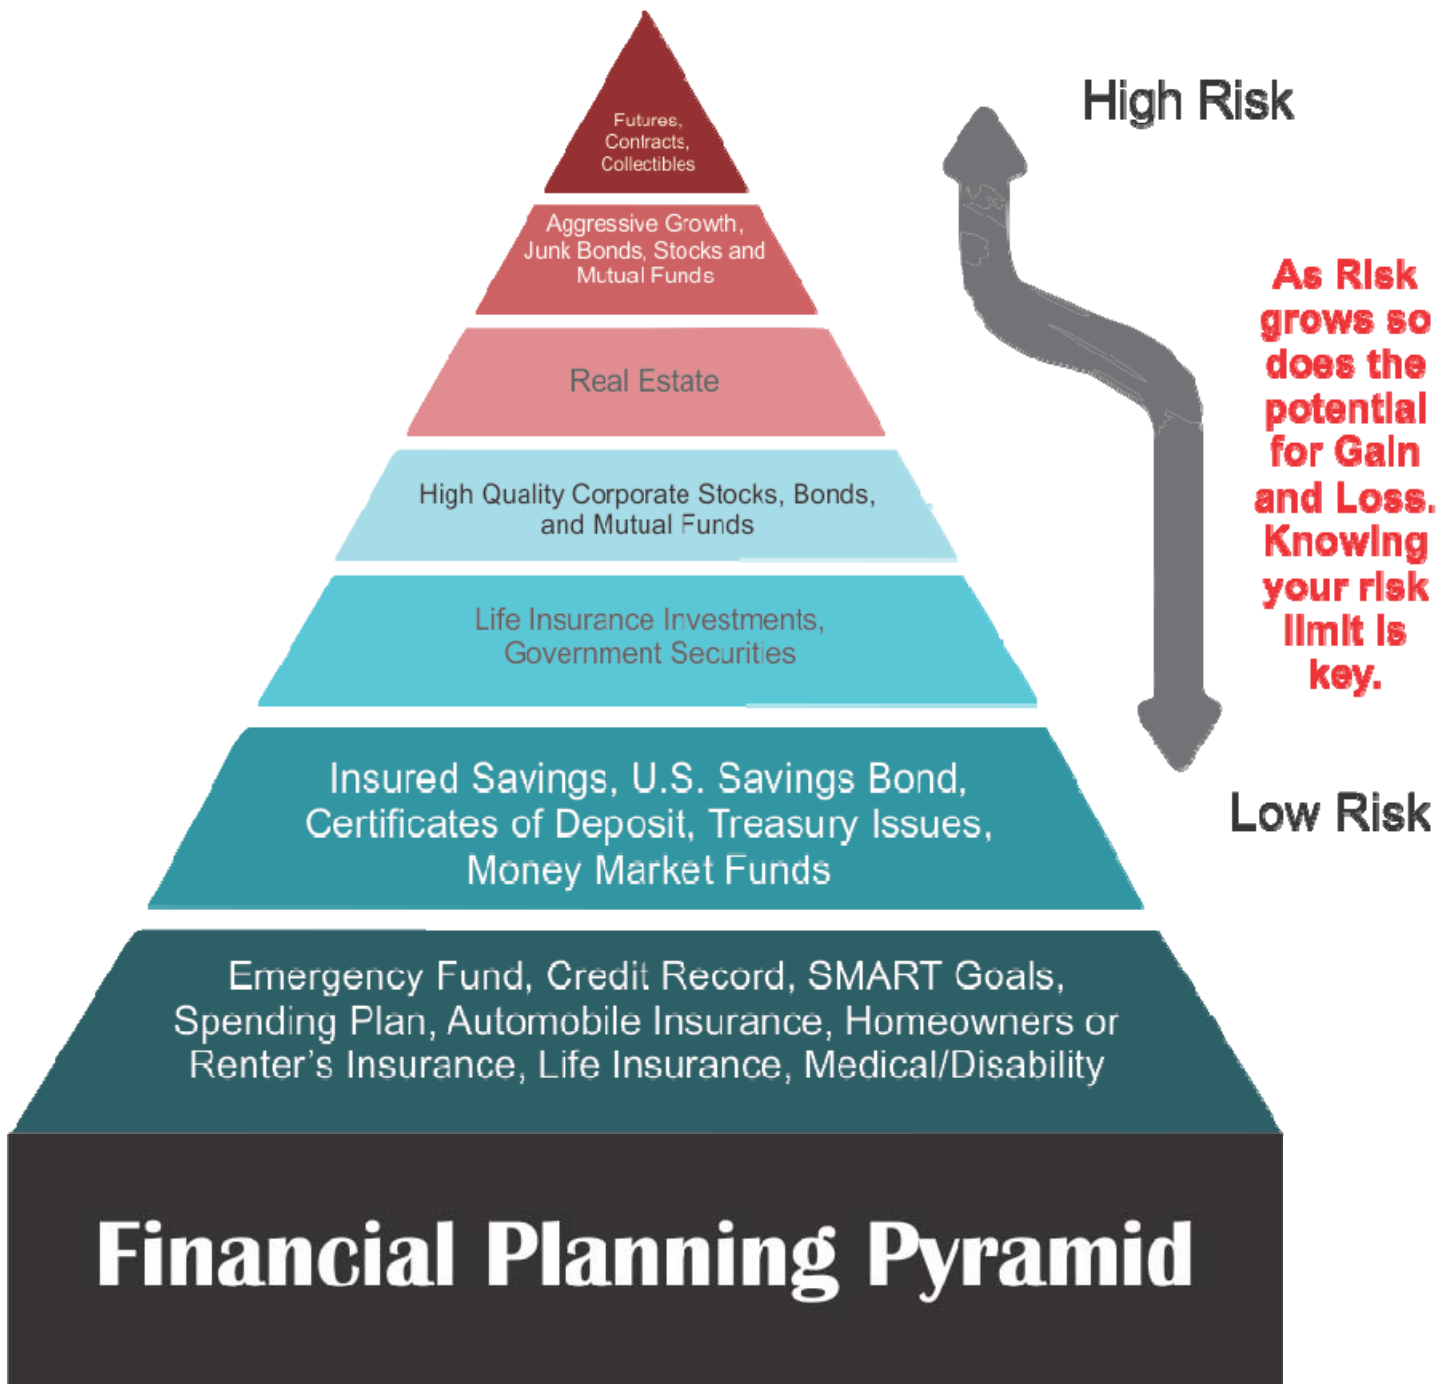 Futures,
Contracts,
Collectibles
Aggressive Growth,
Junk Bonds, Stocks and
Mutual Funds
Real Estate
High Quality Corporate Stocks, Bonds,
and Mutual Funds
Life Insurance Investments,
Government Securities
Insured Savings, U.S. Savings Bond,
Certificates of Deposit, Treasury Issues,
Money Market Funds
Emergency Fund, Credit Record, SMART Goals,
Spending Plan, Automobile Insurance, Homeowners or
Renter's Insurance, Life Insurance, Medical/Disability
Financial Planning Pyramid
High Risk
As Risk
grows so
does the
potential
for Gain
and Loss.
Knowing
your risk
limit is
key.
Low Risk